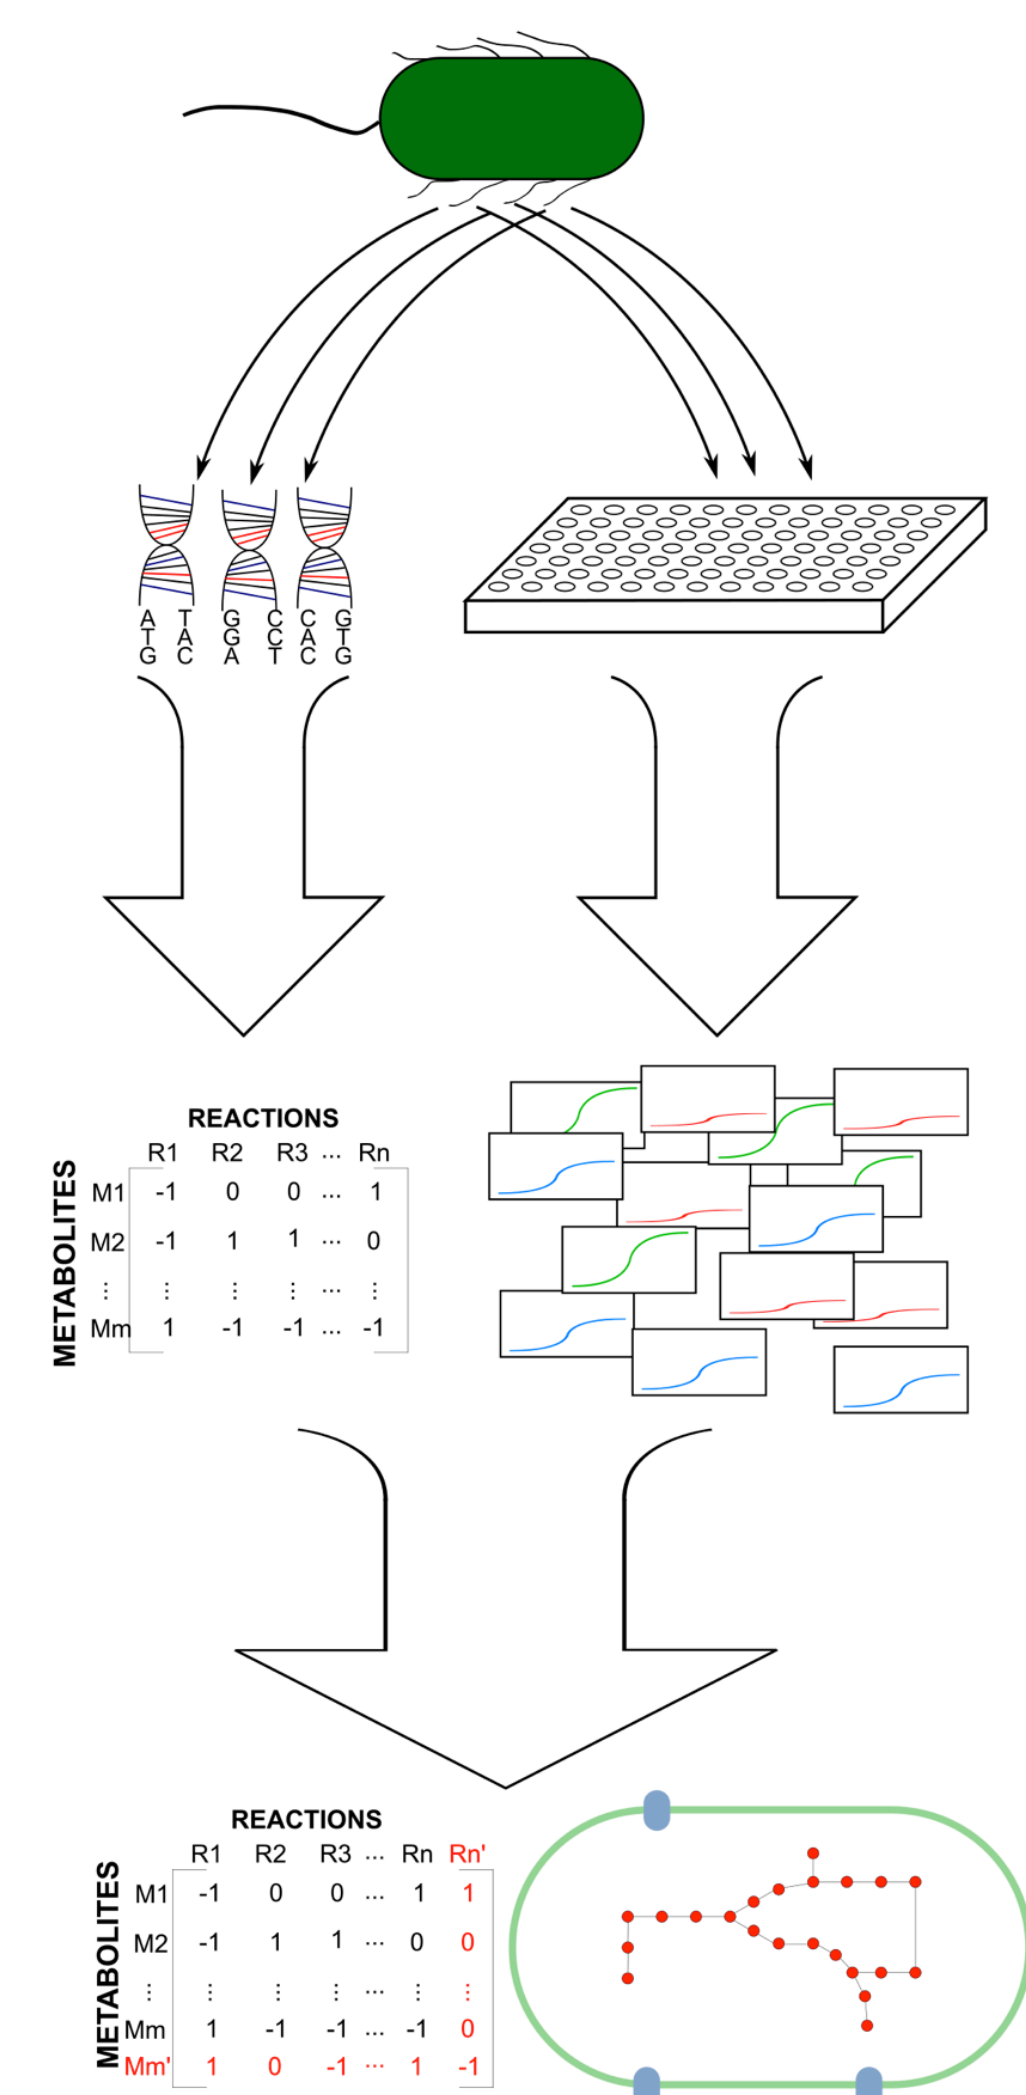 A T G C C G
T A G C A T
G C A T C G
REACTIONS
R1 R2 R3 ... Rn
METABOLITES
M1 -1 0 0 ... 1
M2 -1 1 1 ... 0
⋮ ⋮ ⋮ ⋮ ... ⋮
Mm 1 -1 -1 ... -1
REACTIONS
R1 R2 R3 ... Rn Rn'
METABOLITES
M1 -1 0 0 ... 1 1
M2 -1 1 1 ... 0 0
⋮ ⋮ ⋮ ⋮ ... ⋮ ⋮
Mm 1 -1 -1 ... -1 0
Mm' 1 0 -1 ... 1 -1